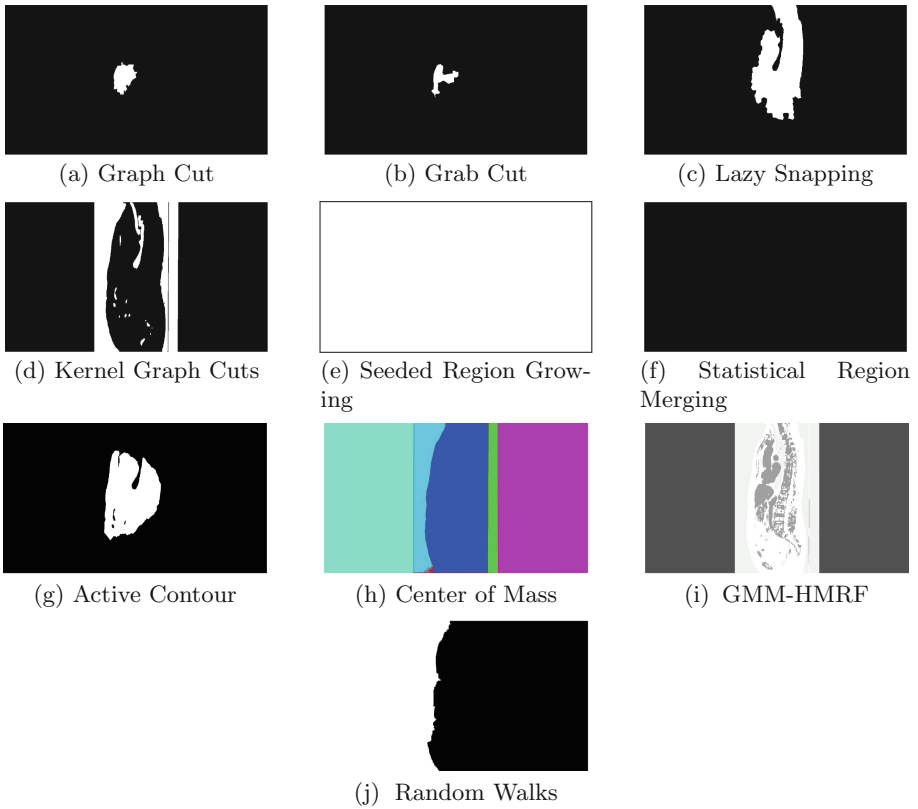 (a) Graph Cut
(b) Grab Cut
(c) Lazy Snapping
(d) Kernel Graph Cuts
(e) Seeded Region Grow-
ing
(f) Statistical Region
Merging
(g) Active Contour
(h) Center of Mass
(i) GMM-HMRF
(j) Random Walks